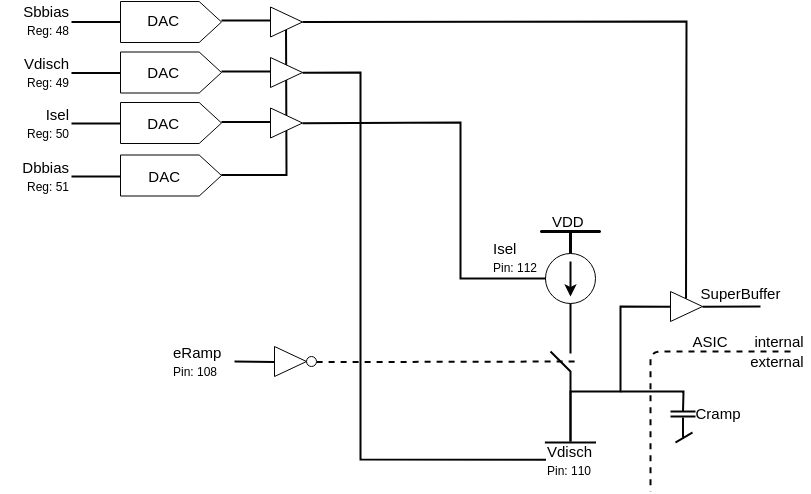 Sbbias
Reg: 48
DAC
Vdisch
Reg: 49
DAC
Isel
Reg: 50
DAC
Dbbias
Reg: 51
DAC
VDD
Isel
Pin: 112
SuperBuffer
eRamp
Pin: 108
ASIC internal
external
Cramp
Vdisch
Pin: 110